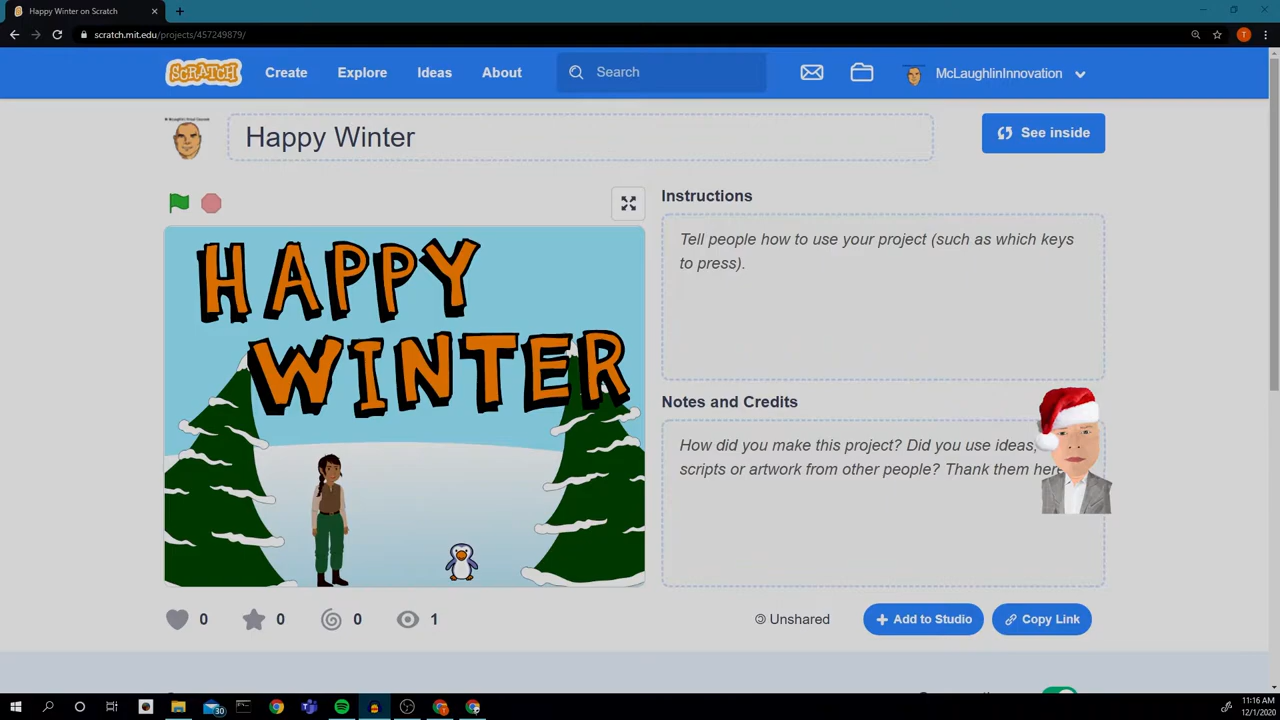 Happy Winter on Scratch
scratch.mit.edu/projects/457249879/
T
SCRATCH
Create
Explore
Ideas
About
Search
McLaughlinInnovation
Happy Winter
See inside
Instructions
Tell people how to use your project (such as which keys
to press).
HAPPY
WINTER
Notes and Credits
How did you make this project? Did you use ideas,
scripts or artwork from other people? Thank them here
0
0
0
1
Unshared
Add to Studio
Copy Link
30
11:16 AM
12/1/2020